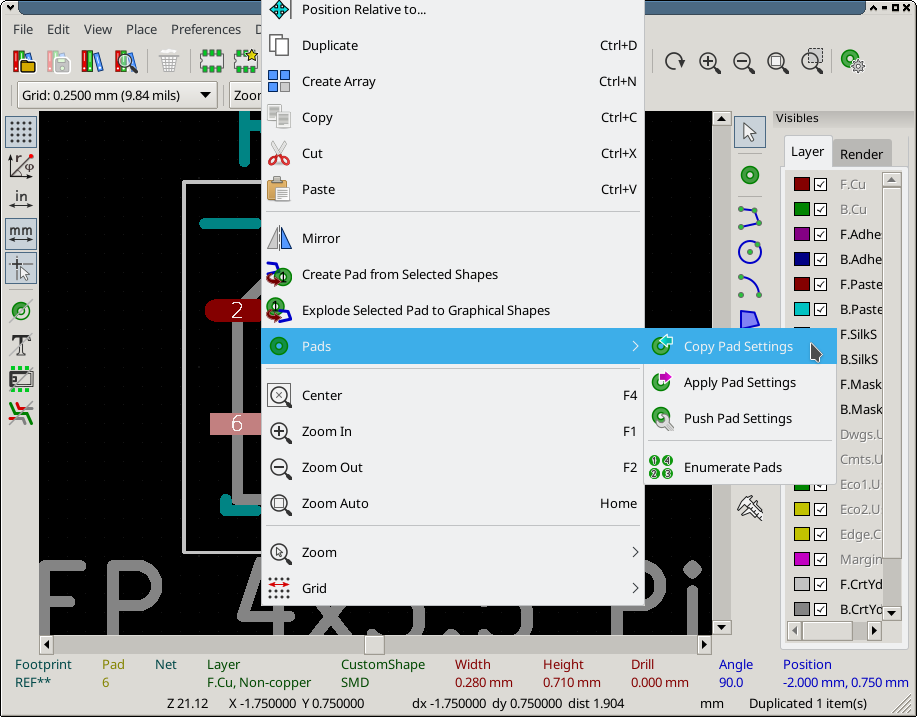 Position Relative to...
File Edit View Place Preferences D
Duplicate Ctrl+D
Create Array Ctrl+N
Grid: 0.2500 mm (9.84 mils) Zoo
Copy Ctrl+C
Visibles
Cut Ctrl+X
Layer Render
in
mm
Paste Ctrl+V
F.Cu
B.Cu
Mirror
F.Adhe
B.Adhe
Create Pad from Selected Shapes
F.Paste
Explode Selected Pad to Graphical Shapes
2
B.Paste
F.SilkS
Pads Copy Pad Settings
B.SilkS
Apply Pad Settings
F.Mask
Center F4
B.Mask
Push Pad Settings
6
Zoom In F1
Dwgs.U
Cmts.U
Zoom Out F2
Enumerate Pads
Eco1.U
Zoom Auto Home
Eco2.U
Edge.C
Zoom
Margin
Grid
F.CrtYd
B.CrtYd
FP 4x3.3 Pi
Footprint Pad Net Layer CustomShape Width Height Drill Angle Position
REF** 6 F.Cu, Non-copper SMD 0.280 mm 0.710 mm 0.000 mm 90.0 -2.000 mm, 0.750 mm
Z 21.12 X -1.750000 Y 0.750000 dx -1.750000 dy 0.750000 dist 1.904 mm Duplicated 1 item(s)